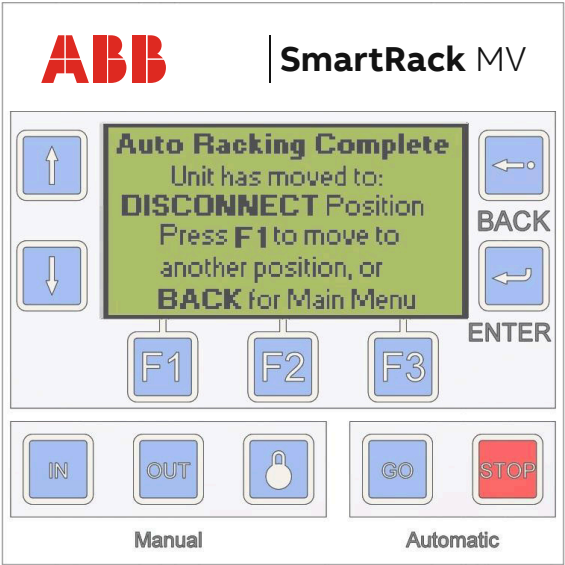 ABB
SmartRack MV
Auto Racking Complete
Unit has moved to:
DISCONNECT Position
Press F1 to move to
another position, or
BACK for Main Menu
BACK
ENTER
F1
F2
F3
IN
OUT
GO
STOP
Manual
Automatic